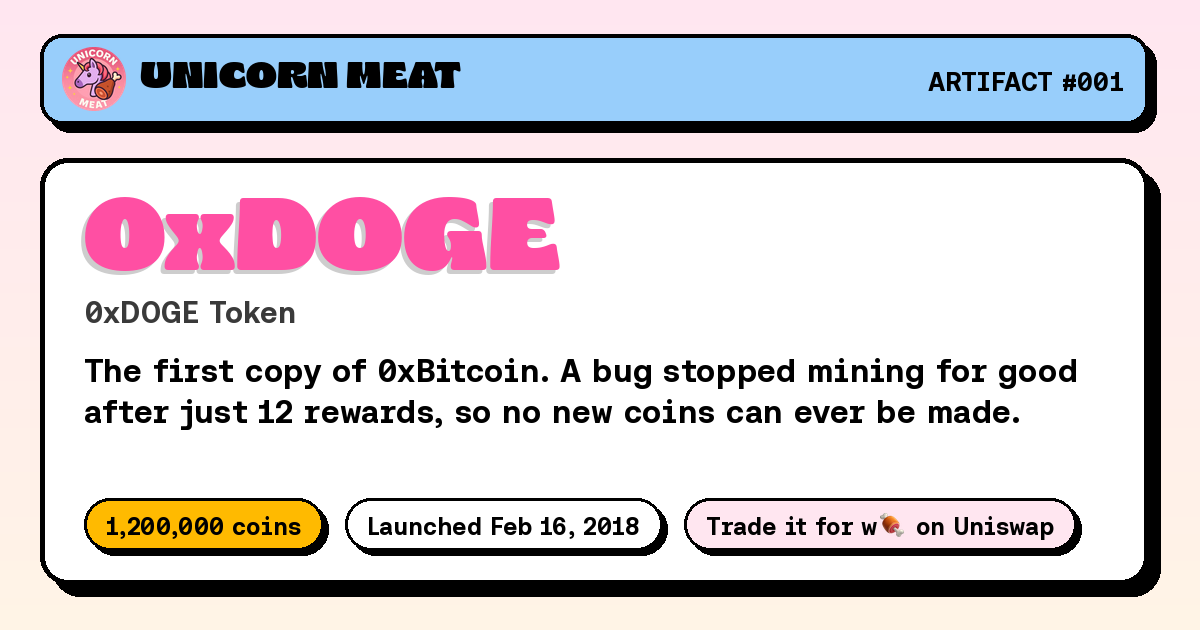 UNICORN MEAT
UNICORN MEAT
ARTIFACT #001
0xDOGE
0xDOGE Token
The first copy of 0xBitcoin. A bug stopped mining for good
after just 12 rewards, so no new coins can ever be made.
1,200,000 coins
Launched Feb 16, 2018
Trade it for w🍖 on Uniswap